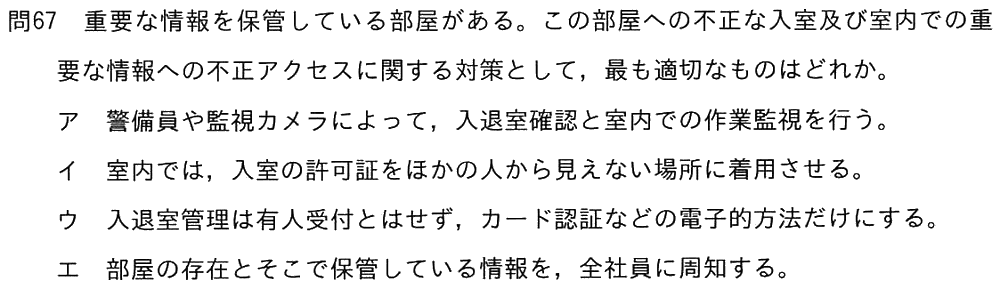 問67　重要な情報を保管している部屋がある。この部屋への不正な入室及び室内での重
要な情報への不正アクセスに関する対策として，最も適切なものはどれか。
ア　警備員や監視カメラによって，入退室確認と室内での作業監視を行う。
イ　室内では，入室の許可証をほかの人から見えない場所に着用させる。
ウ　入退室管理は有人受付とはせず，カード認証などの電子的方法だけにする。
エ　部屋の存在とそこで保管している情報を，全社員に周知する。